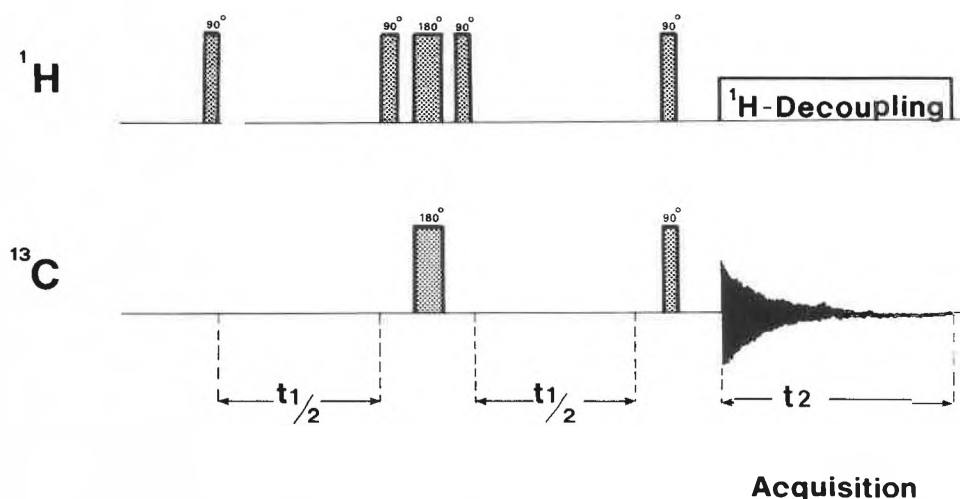 90° 90° 180° 90° 90°
¹H
¹H-Decoupling
180° 90°
¹³C
t1/2 t1/2 t2
Acquisition